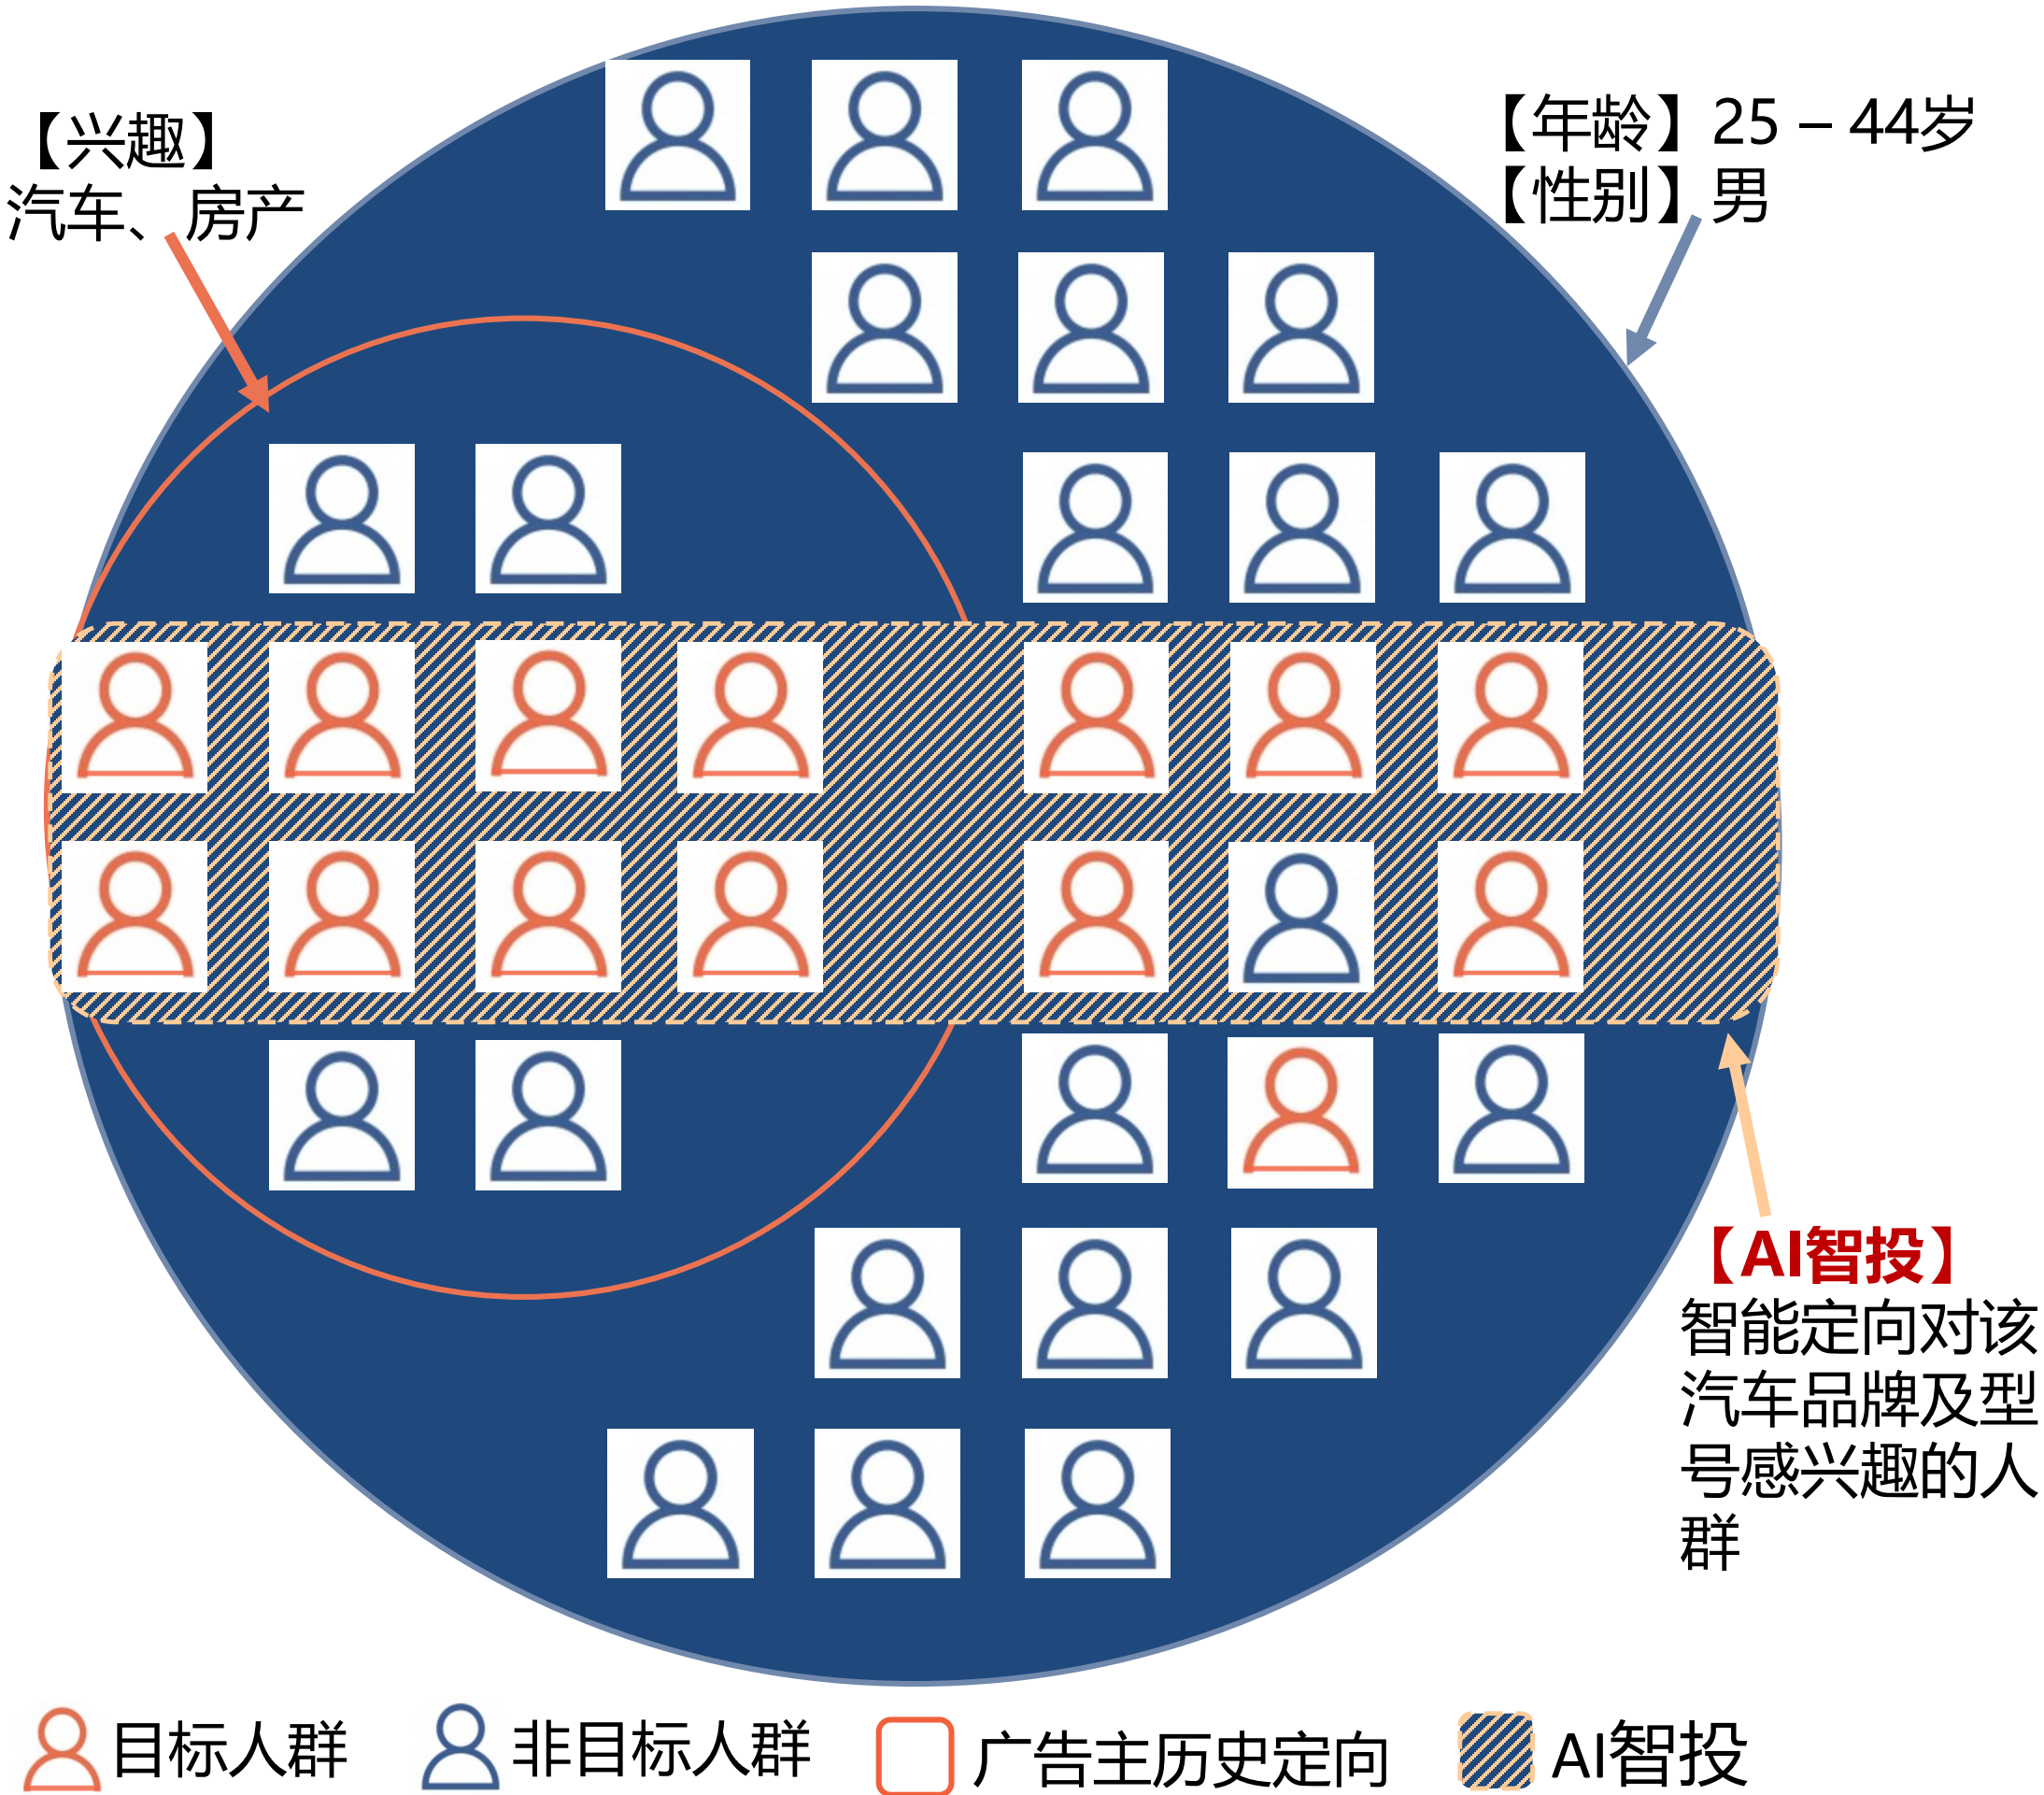 【兴趣】
汽车、房产
【年龄】25 – 44岁
【性别】男
【AI智投】
智能定向对该
汽车品牌及型
号感兴趣的人
群
目标人群
非目标人群
广告主历史定向
AI智投